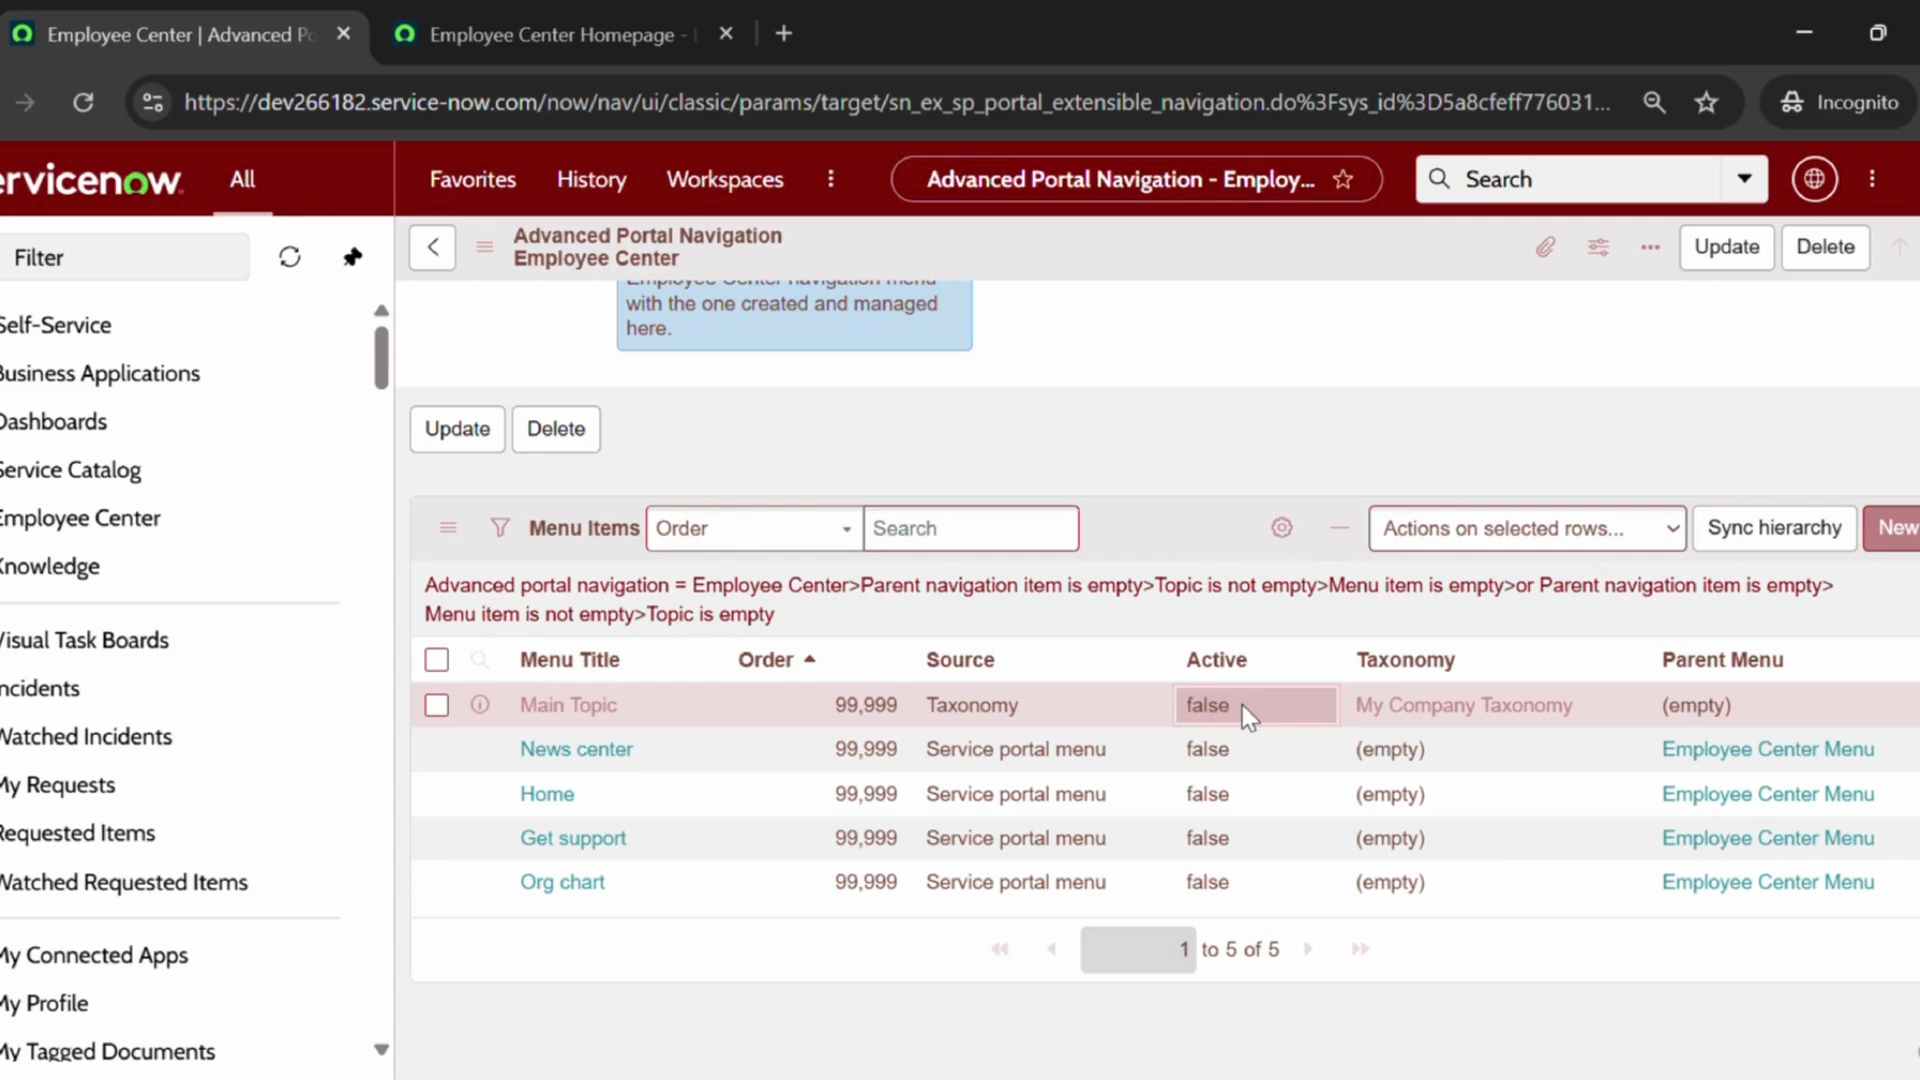 Employee Center | Advanced Po
Employee Center Homepage -
https://dev266182.service-now.com/now/nav/ui/classic/params/target/sn_ex_sp_portal_extensible_navigation.do%3Fsys_id%3D5a8cfeff776031...
Incognito
ervicenow.
All
Favorites
History
Workspaces
Advanced Portal Navigation - Employ...
Search
Filter
Advanced Portal Navigation
Employee Center
Update
Delete
Employee Center navigation menu
with the one created and managed
here.
Self-Service
Business Applications
Dashboards
Service Catalog
Employee Center
Knowledge
Visual Task Boards
Incidents
Watched Incidents
My Requests
Requested Items
Watched Requested Items
My Connected Apps
My Profile
My Tagged Documents
Update
Delete
Menu Items
Order
Search
Actions on selected rows...
Sync hierarchy
New
Advanced portal navigation = Employee Center>Parent navigation item is empty>Topic is not empty>Menu item is empty>or Parent navigation item is empty>
Menu item is not empty>Topic is empty
Menu Title Order Source Active Taxonomy Parent Menu
Main Topic 99,999 Taxonomy false My Company Taxonomy (empty)
News center 99,999 Service portal menu false (empty) Employee Center Menu
Home 99,999 Service portal menu false (empty) Employee Center Menu
Get support 99,999 Service portal menu false (empty) Employee Center Menu
Org chart 99,999 Service portal menu false (empty) Employee Center Menu
1 to 5 of 5